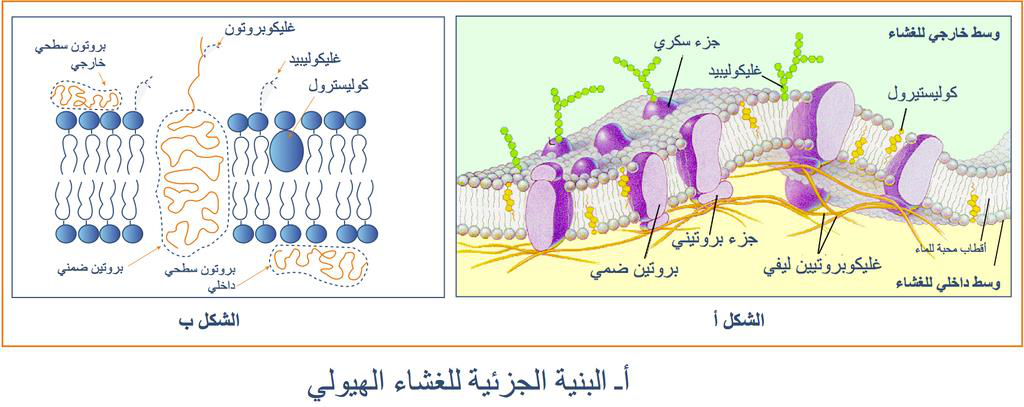 وسط خارجي للغشاء
جزء سكري
غليكوليبيد
كوليستيرول
أقطاب محبة للماء
وسط داخلي للغشاء
غليكوبروتيين ليفي
جزء بروتيني
بروتين ضمي
الشكل أ
غليكوبروتون
بروتون سطحي
خارجي
غليكوليبيد
كوليسترول
بروتين ضمني
بروتون سطحي
داخلي
الشكل ب
أـ البنية الجزئية للغشاء الهيولي